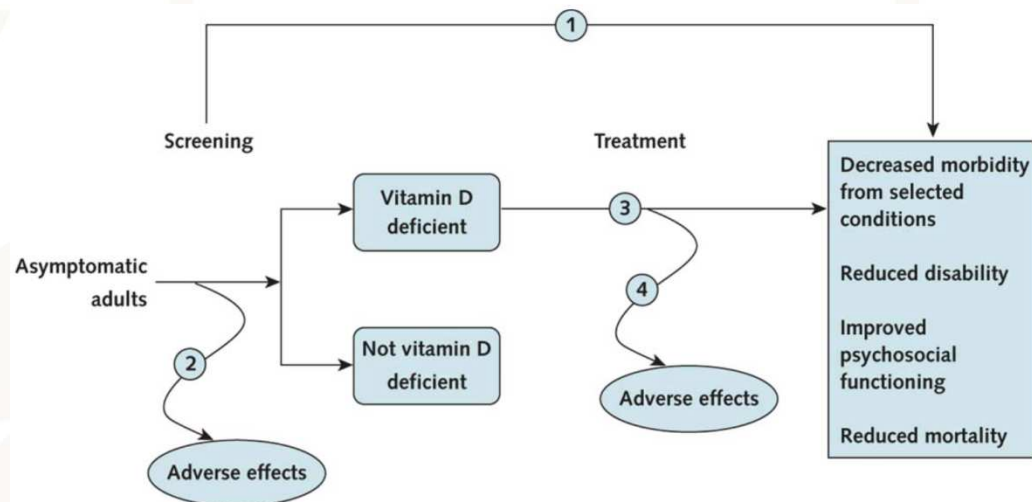 1
Screening
Treatment
Decreased morbidity
from selected
conditions
Reduced disability
Improved
psychosocial
functioning
Reduced mortality
Vitamin D
deficient
3
Asymptomatic
adults
4
2
Not vitamin D
deficient
Adverse effects
Adverse effects